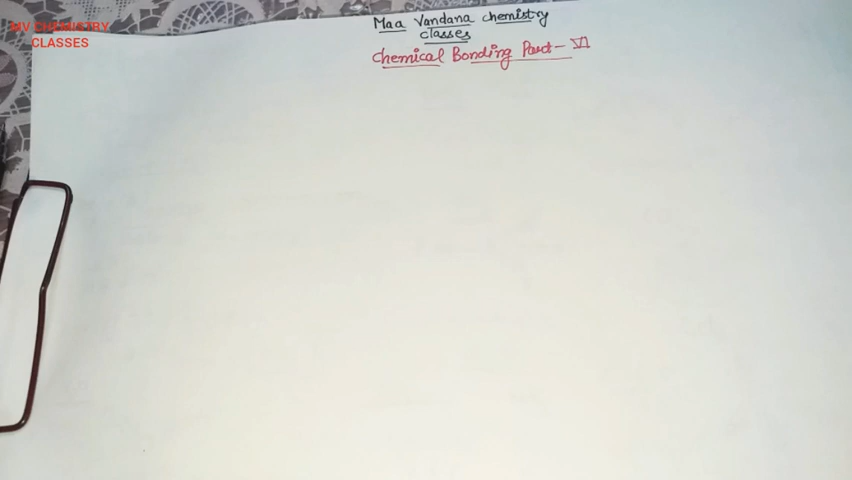 MV CHEMISTRY
CLASSES
Maa Vandana chemistry
classes
Chemical Bonding Part - VI